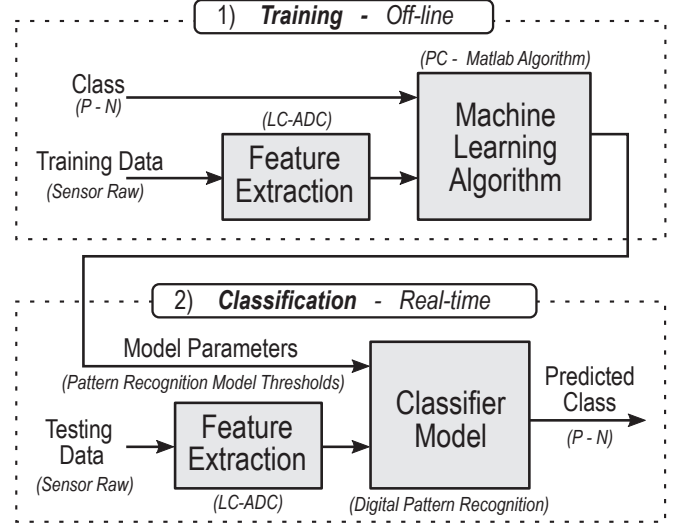 1) Training - Off-line
(PC - Matlab Algorithm)
Class
(P - N)
(LC-ADC)
Machine
Learning
Algorithm
Training Data
(Sensor Raw)
Feature
Extraction
2) Classification - Real-time
Model Parameters
(Pattern Recognition Model Thresholds)
Classifier
Model
Predicted
Class
(P - N)
Testing
Data
(Sensor Raw)
Feature
Extraction
(LC-ADC)
(Digital Pattern Recognition)